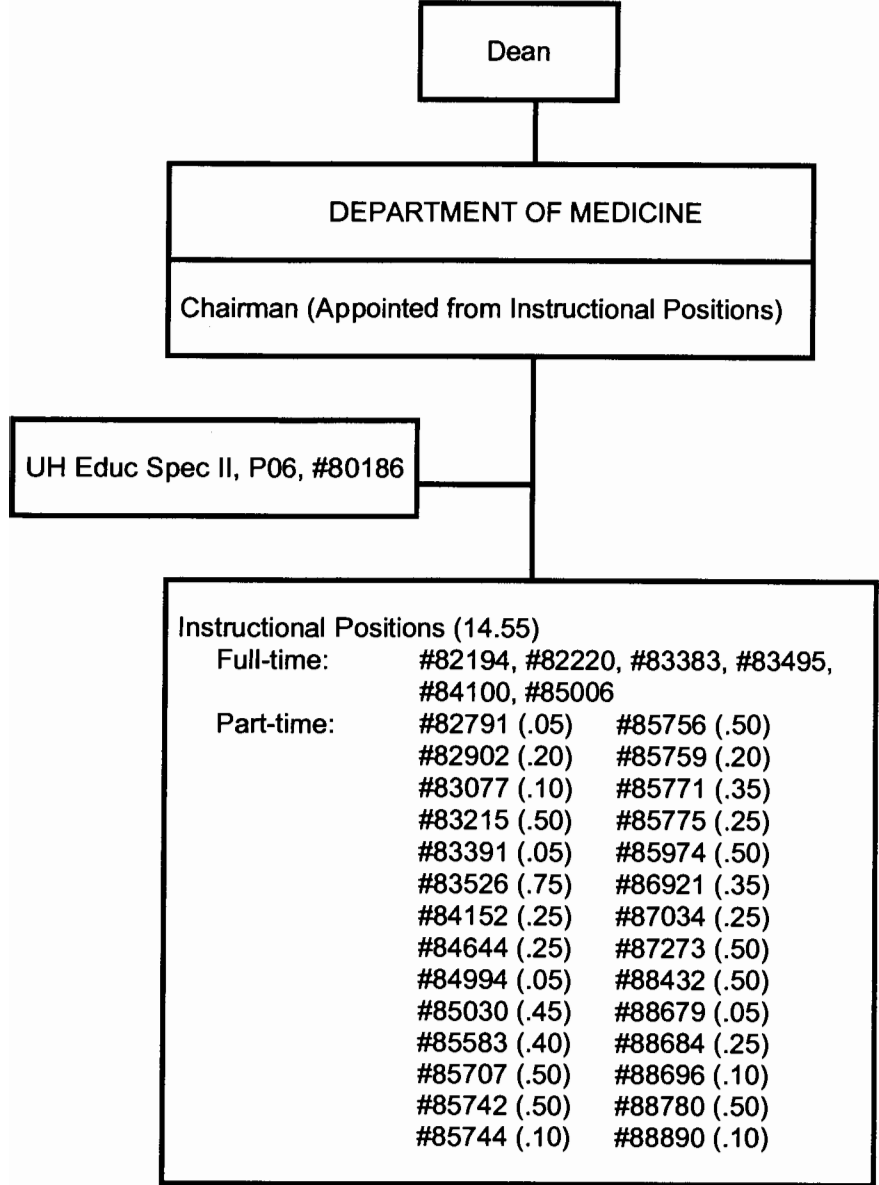 Dean
DEPARTMENT OF MEDICINE
Chairman (Appointed from Instructional Positions)
UH Educ Spec II, P06, #80186
Instructional Positions (14.55)
Full-time: #82194, #82220, #83383, #83495,
#84100, #85006
Part-time: #82791 (.05) #85756 (.50)
#82902 (.20) #85759 (.20)
#83077 (.10) #85771 (.35)
#83215 (.50) #85775 (.25)
#83391 (.05) #85974 (.50)
#83526 (.75) #86921 (.35)
#84152 (.25) #87034 (.25)
#84644 (.25) #87273 (.50)
#84994 (.05) #88432 (.50)
#85030 (.45) #88679 (.05)
#85583 (.40) #88684 (.25)
#85707 (.50) #88696 (.10)
#85742 (.50) #88780 (.50)
#85744 (.10) #88890 (.10)